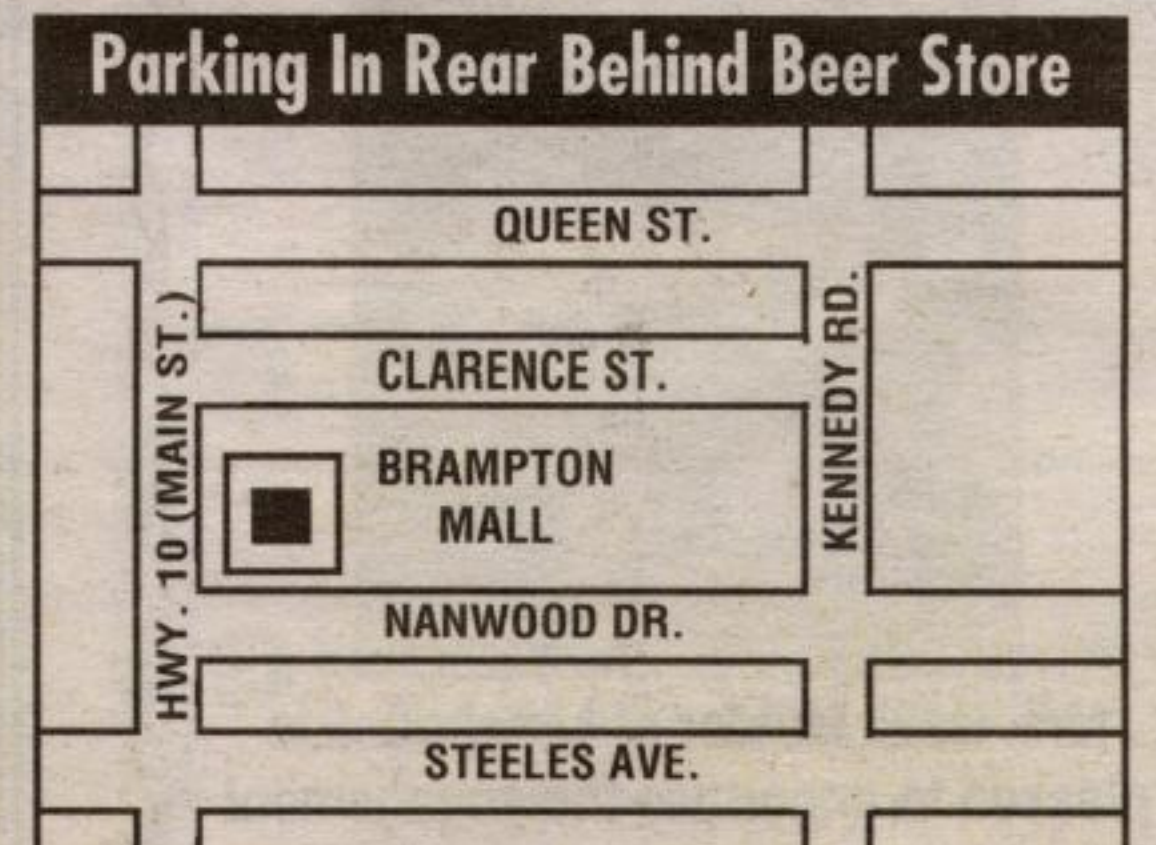 Parking In Rear Behind Beer Store
QUEEN ST.
HWY. 10 (MAIN ST.)
CLARENCE ST.
KENNEDY RD.
BRAMPTON
MALL
NANWOOD DR.
STEELES AVE.